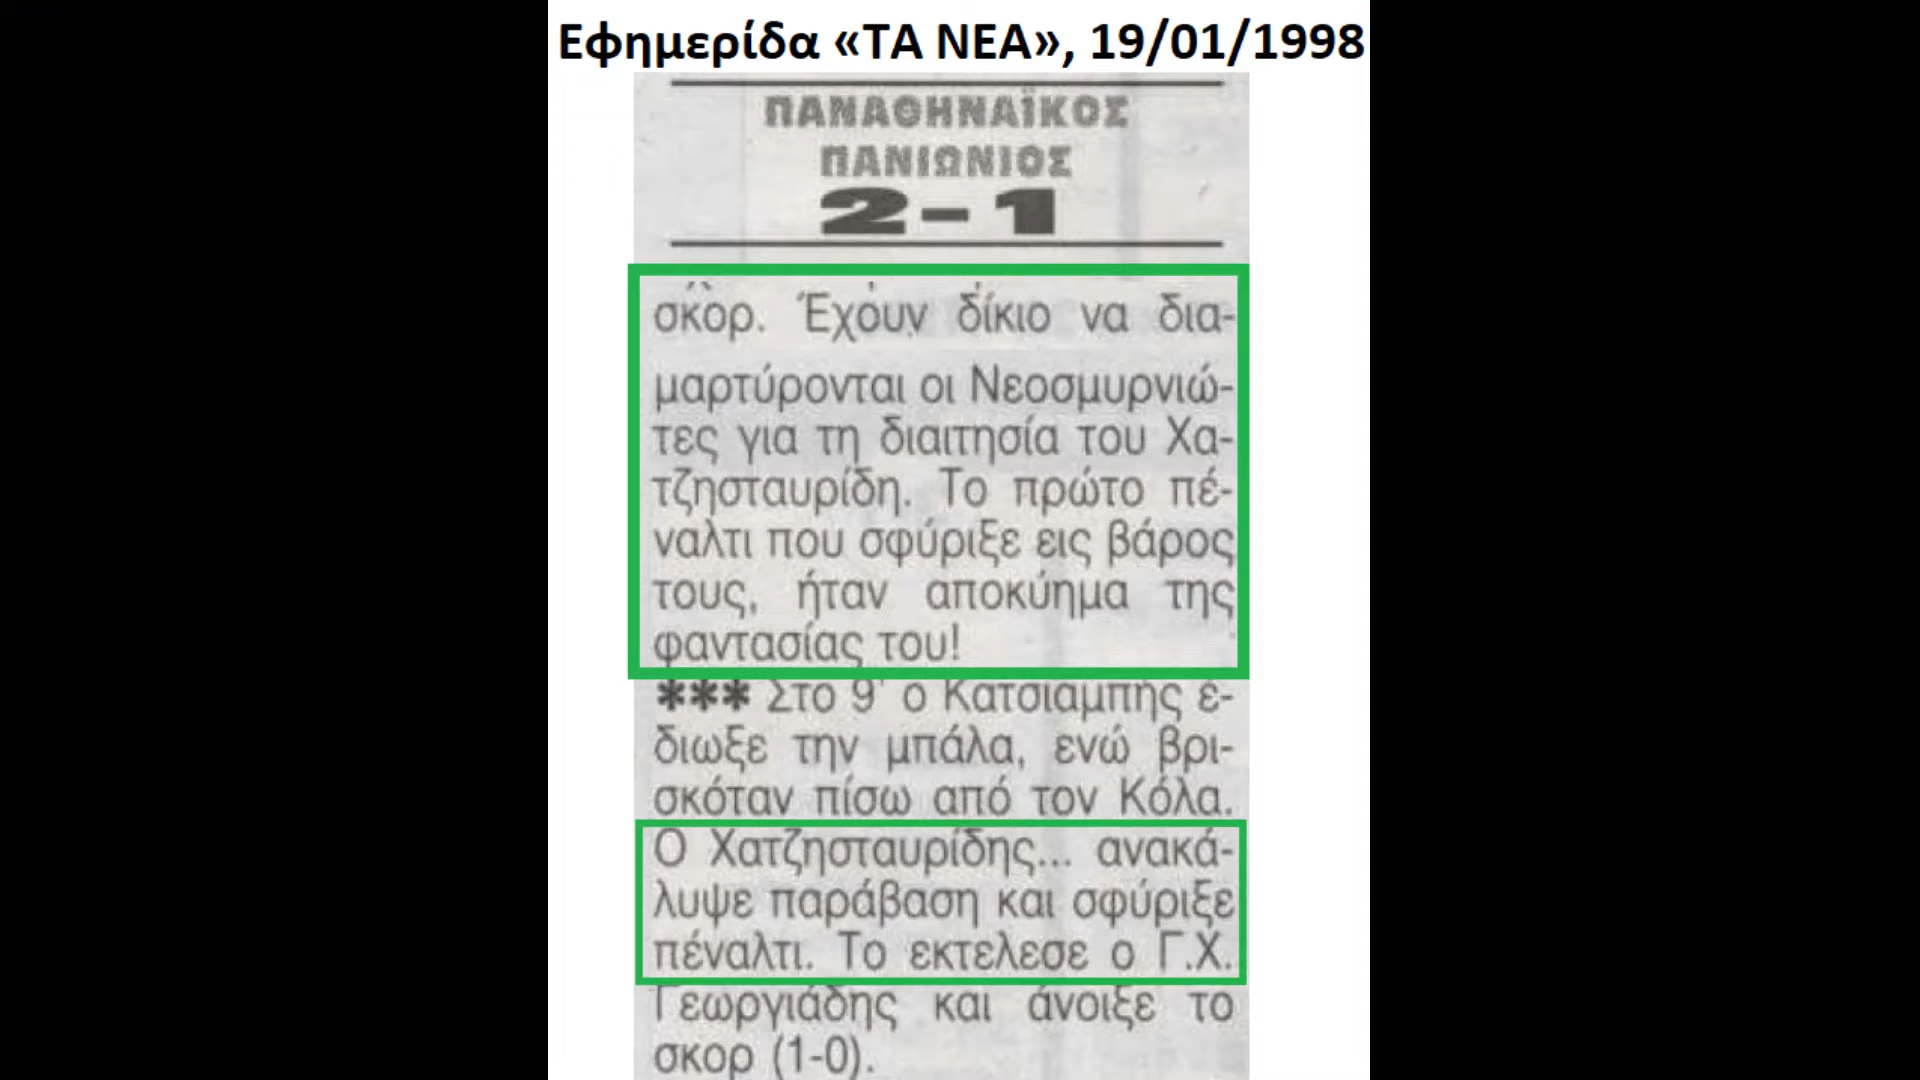 Εφημερίδα «ΤΑ ΝΕΑ», 19/01/1998
ΠΑΝΑΘΗΝΑΪΚΟΣ
ΠΑΝΙΩΝΙΟΣ
2-1
σκορ. Έχουν δίκιο να δια-
μαρτύρονται οι Νεοσμυρνιώ-
τες για τη διαιτησία του Χα-
τζησταυρίδη. Το πρώτο πέ-
ναλτι που σφύριξε εις βάρος
τους, ήταν αποκύημα της
φαντασίας του!
*** Στο 9' ο Κατσιαμπής έ-
διωξε την μπάλα, ενώ βρι-
σκόταν πίσω από τον Κόλα.
Ο Χατζησταυρίδης... ανακά-
λυψε παράβαση και σφύριξε
πέναλτι. Το εκτέλεσε ο Γ.Χ.
Γεωργιάδης και άνοιξε το
σκορ (1-0).